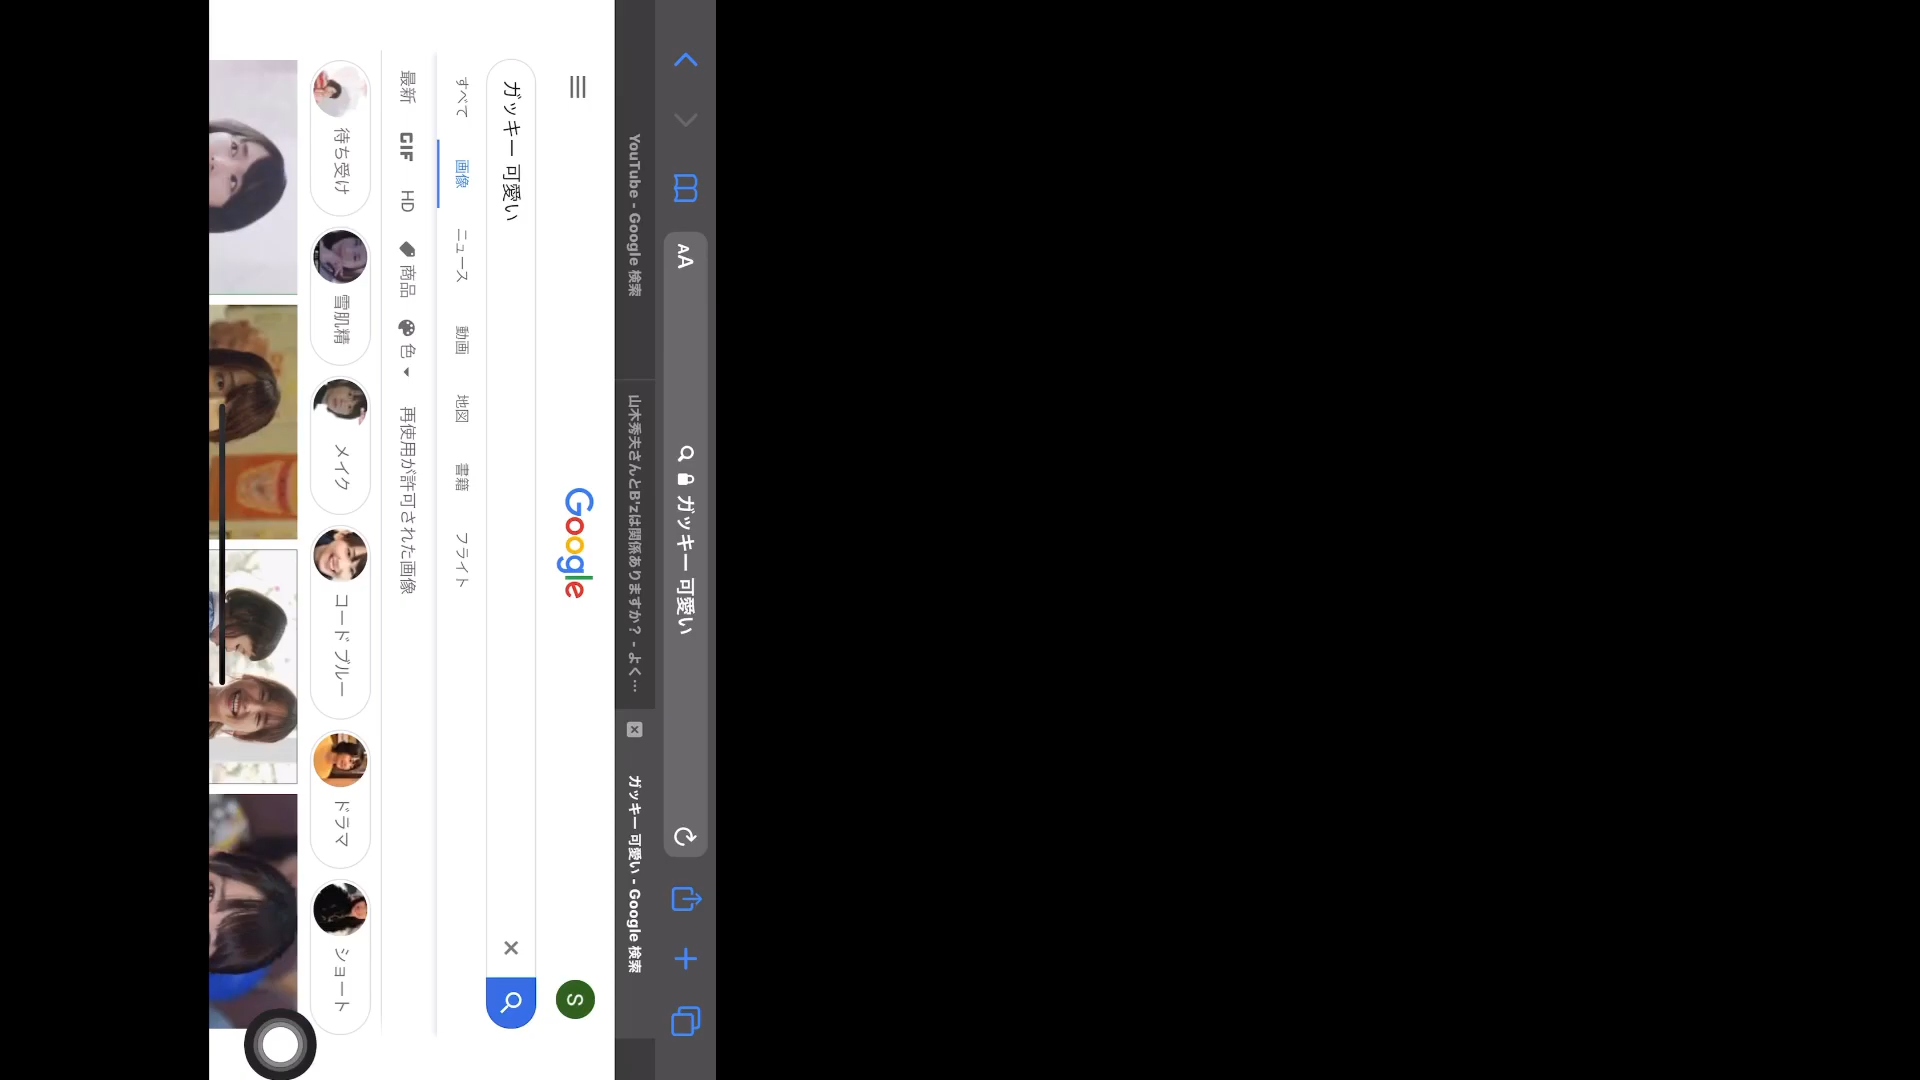 AA ガッキー 可愛い
YouTube - Google 検索
山木秀夫さんとB'zは関係ありますか? - よく…
ガッキー 可愛い - Google 検索
Google
S
ガッキー 可愛い
すべて 画像 ニュース 動画 地図 書籍 フライト
最新 GIF HD 商品 色 再使用が許可された画像
待ち受け 雪肌精 メイク コード ブルー ドラマ ショート